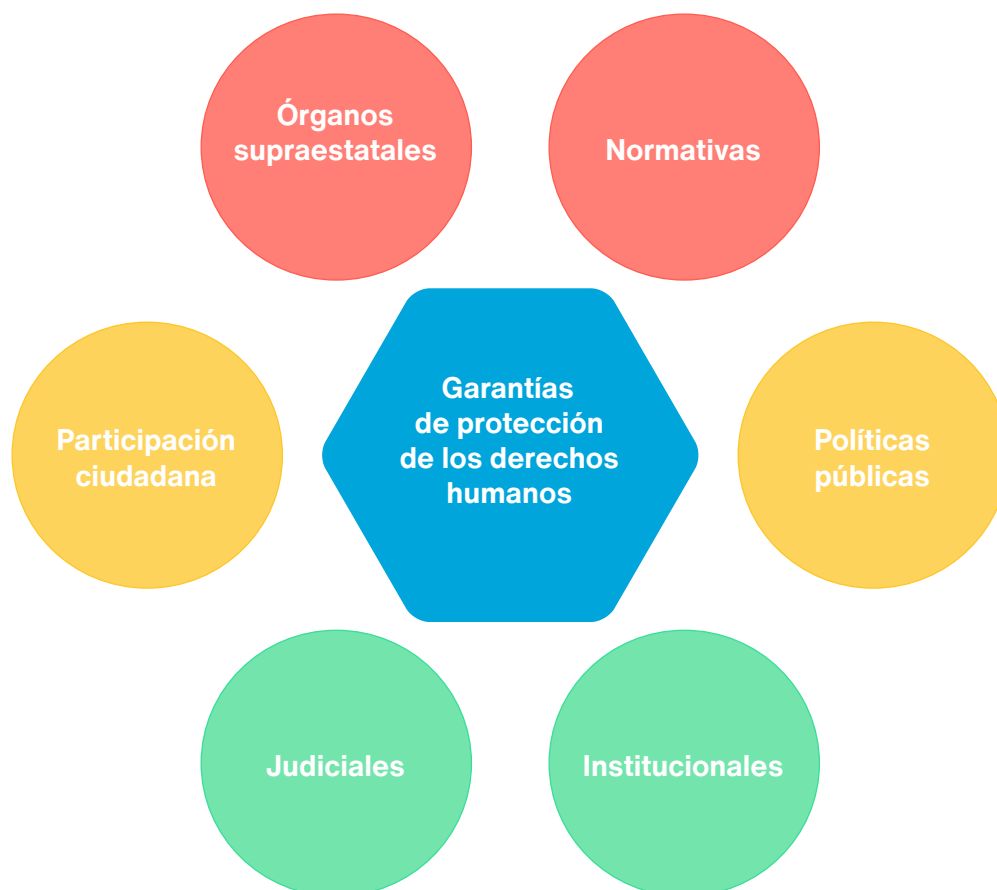 Órganos
supraestatales
Normativas
Garantías
de protección
de los derechos
humanos
Participación
ciudadana
Políticas
públicas
Judiciales
Institucionales